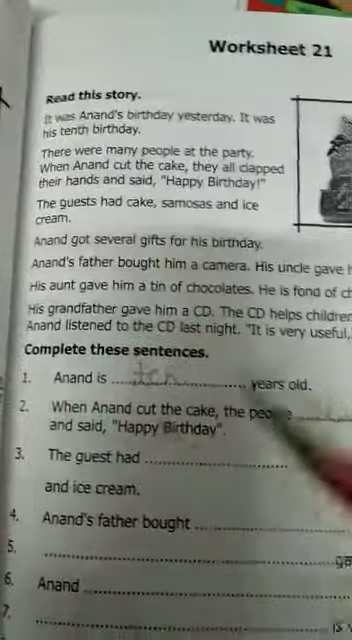 Worksheet 21
Read this story.
It was Anand's birthday yesterday. It was
his tenth birthday.
There were many people at the party.
When Anand cut the cake, they all clapped
their hands and said, "Happy Birthday!"
The guests had cake, samosas and ice
cream.
Anand got several gifts for his birthday.
Anand's father bought him a camera. His uncle gave
His aunt gave him a tin of chocolates. He is fond of
His grandfather gave him a CD. The CD helps
Anand listened to the CD last night. "It is very useful,
Complete these sentences.
1. Anand is ten years old.
2. When Anand cut the cake, the
and said, "Happy Birthday".
3. The guest had
and ice cream.
4. Anand's father bought
5.
6. Anand
7.